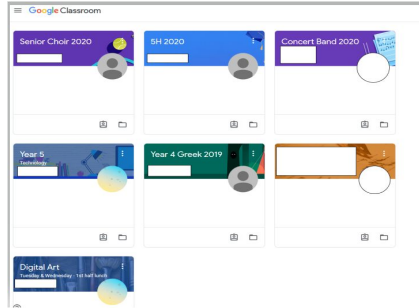 Google Classroom
Senior Choir 2020
5H 2020
Concert Band 2020
Year 5
Technology
Year 4 Greek 2019
Digital Art
Tuesday & Wednesday - 1st half lunch